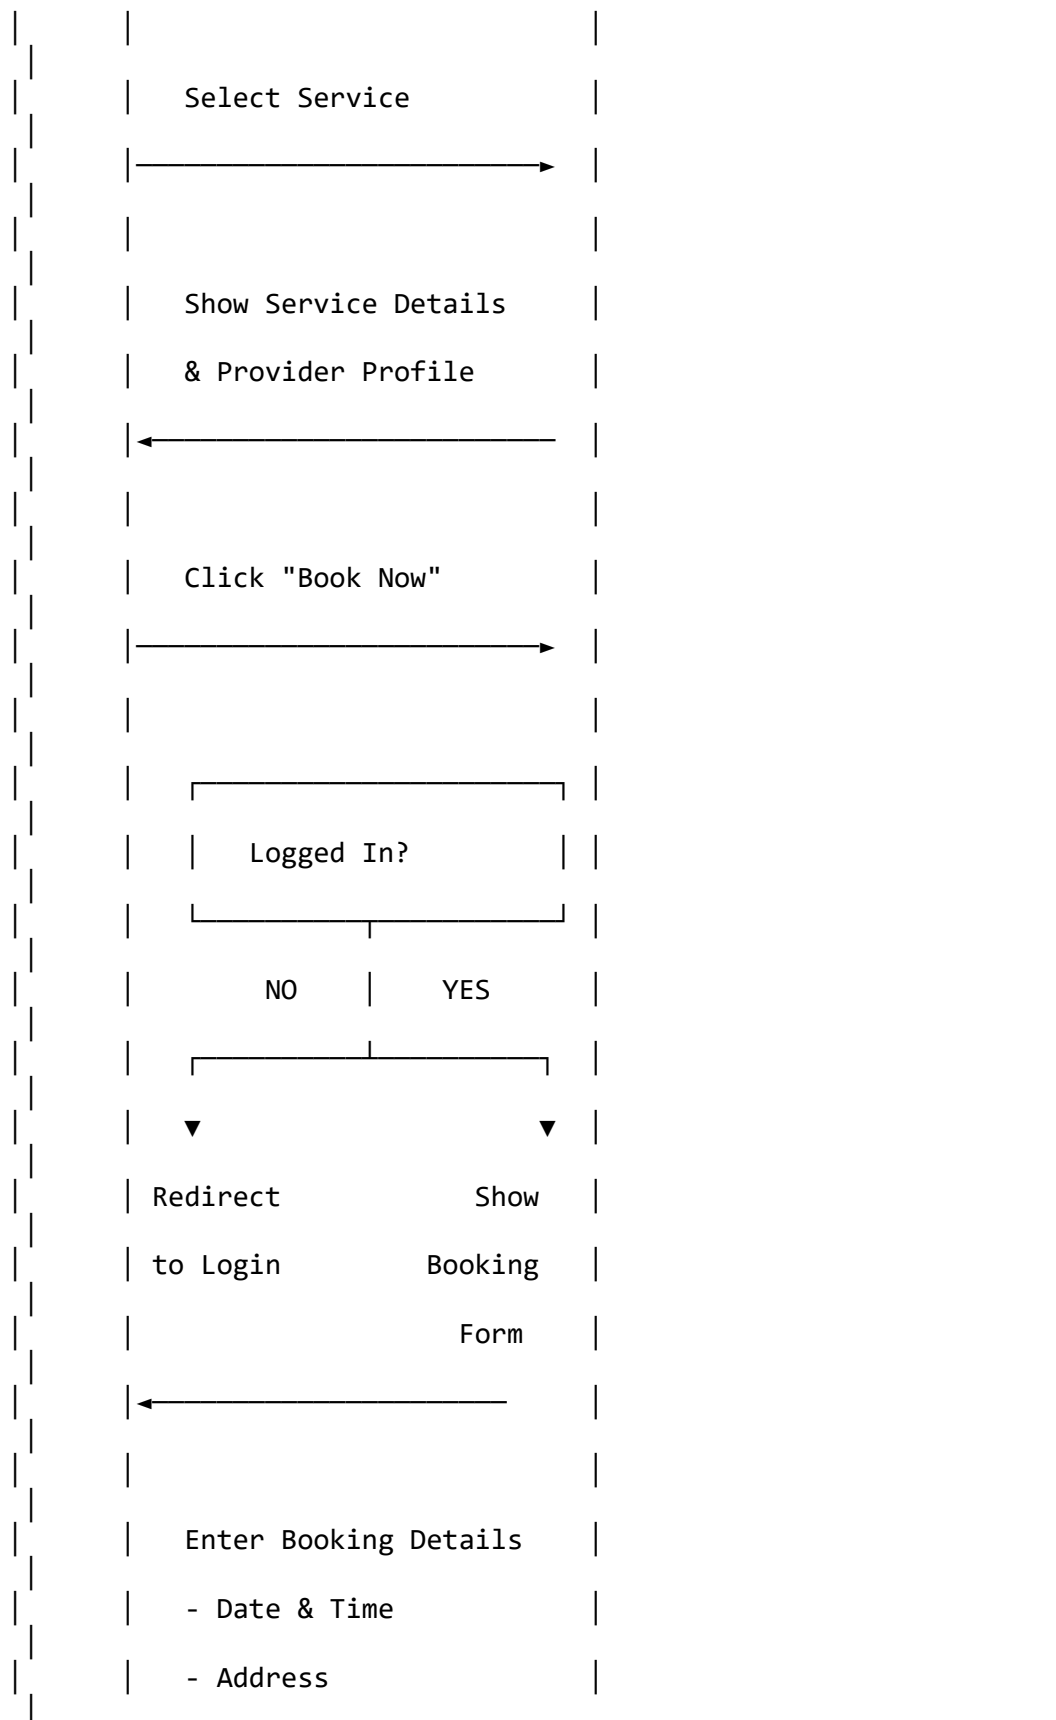 Select Service
Show Service Details
& Provider Profile
Click "Book Now"
Logged In?
NO YES
Redirect Show
to Login Booking
Form
Enter Booking Details
- Date & Time
- Address